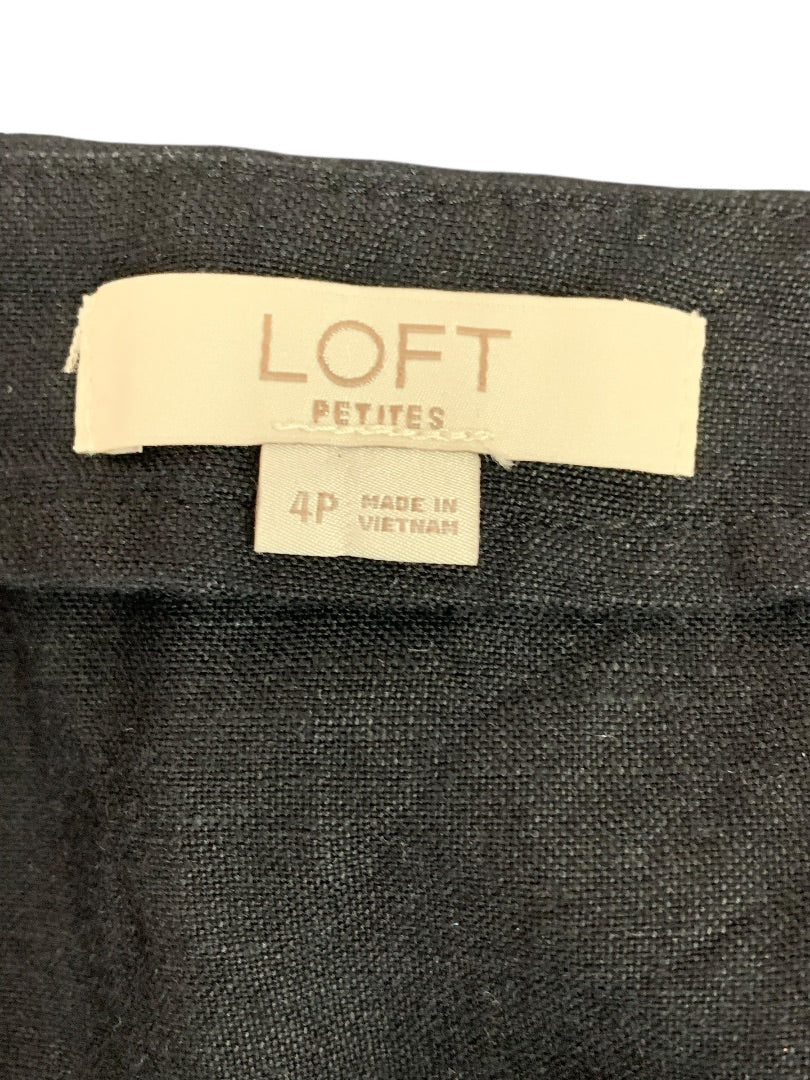 LOFT
PETITES
4P
MADE IN
VIETNAM